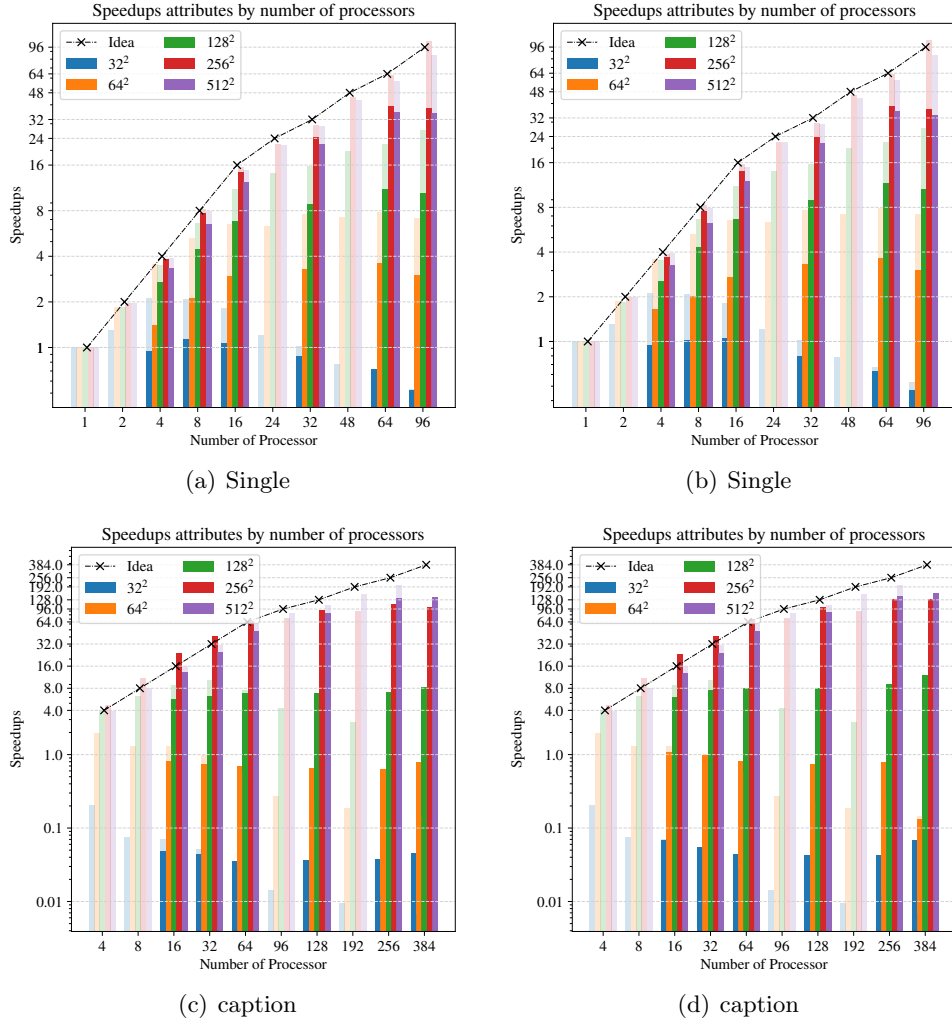 Speedups attributes by number of processors
Idea
32²
64²
128²
256²
512²
96
64
48
32
24
16
8
4
2
1
Speedups
1 2 4 8 16 24 32 48 64 96
Number of Processor
(a) Single
Speedups attributes by number of processors
Idea
32²
64²
128²
256²
512²
96
64
48
32
24
16
8
4
2
1
Speedups
1 2 4 8 16 24 32 48 64 96
Number of Processor
(b) Single
Speedups attributes by number of processors
Idea
32²
64²
128²
256²
512²
384.0
256.0
192.0
128.0
96.0
64.0
32.0
16.0
8.0
4.0
1.0
0.1
0.01
Speedups
4 8 16 32 64 96 128 192 256 384
Number of Processor
(c) caption
Speedups attributes by number of processors
Idea
32²
64²
128²
256²
512²
384.0
256.0
192.0
128.0
96.0
64.0
32.0
16.0
8.0
4.0
1.0
0.1
0.01
Speedups
4 8 16 32 64 96 128 192 256 384
Number of Processor
(d) caption